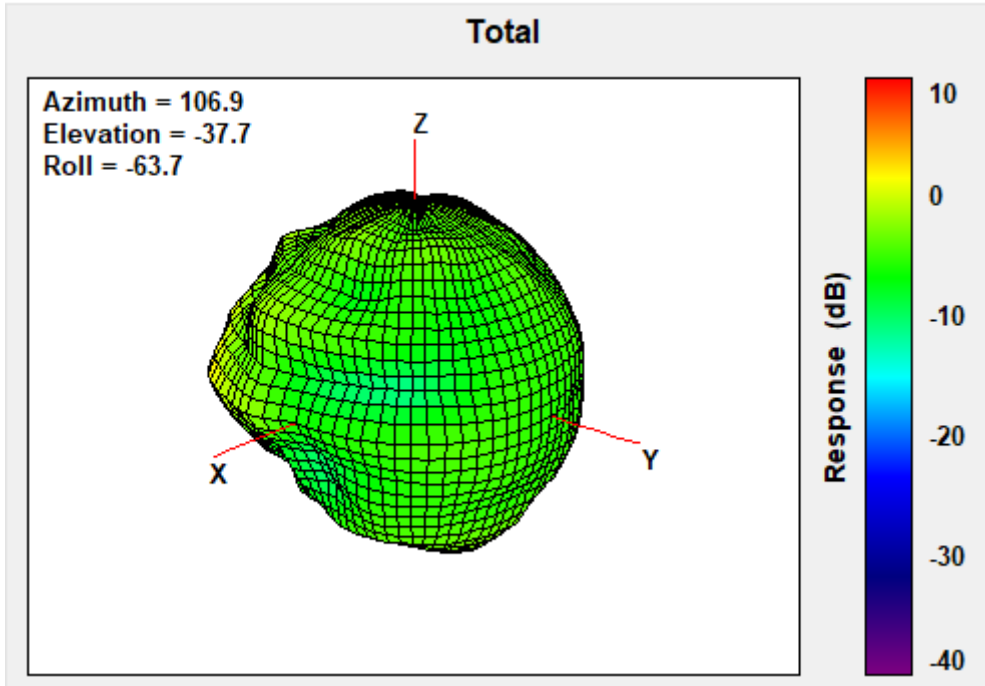 Total
Azimuth = 106.9
Elevation = -37.7
Roll = -63.7
Z
X
Y
10
0
-10
-20
-30
-40
Response (dB)